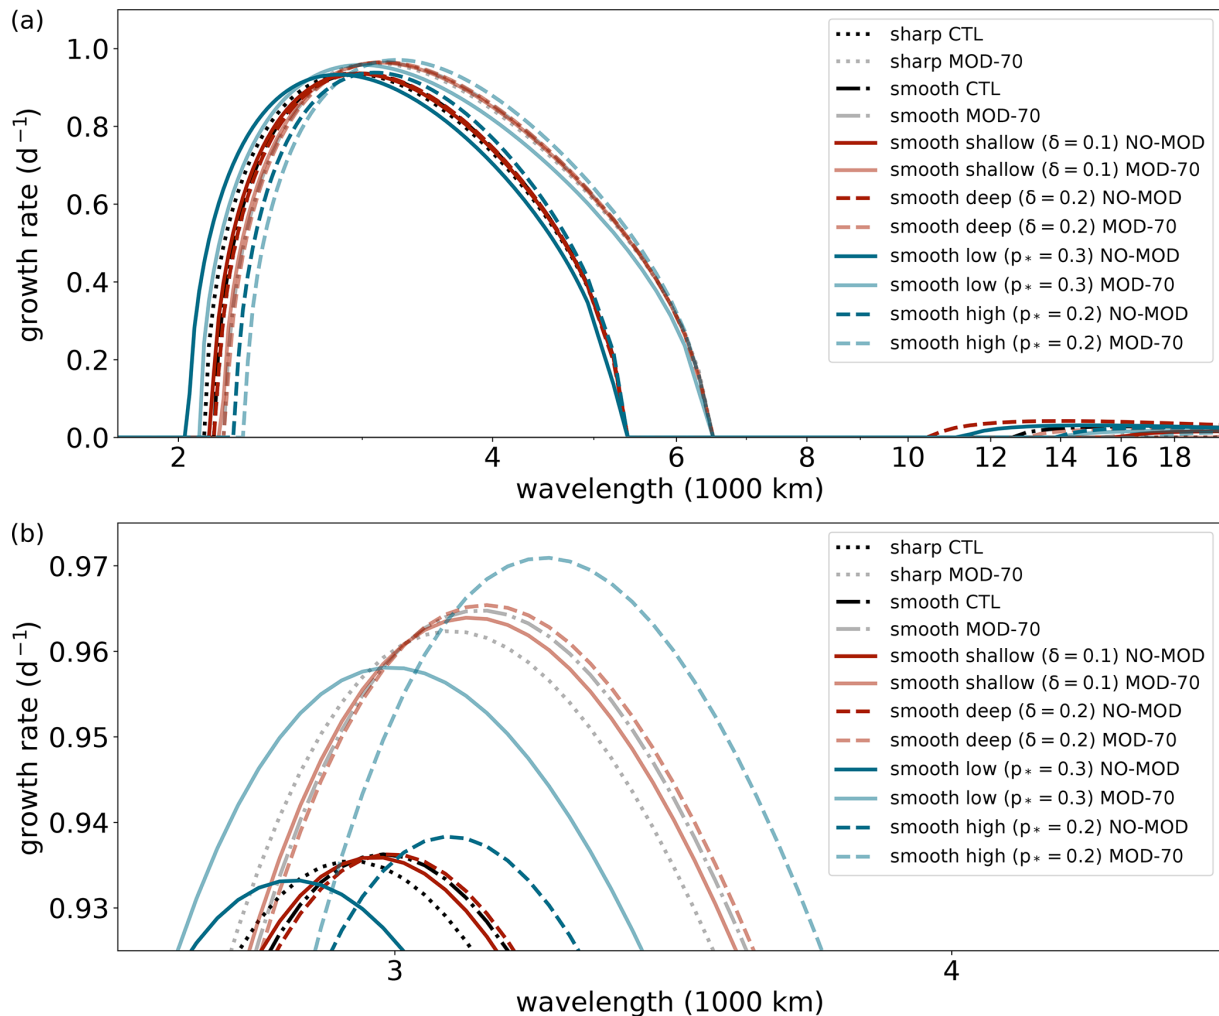 (a)
growth rate (d⁻¹)
1.0
0.8
0.6
0.4
0.2
0.0
sharp CTL
sharp MOD-70
smooth CTL
smooth MOD-70
smooth shallow (δ = 0.1) NO-MOD
smooth shallow (δ = 0.1) MOD-70
smooth deep (δ = 0.2) NO-MOD
smooth deep (δ = 0.2) MOD-70
smooth low (p* = 0.3) NO-MOD
smooth low (p* = 0.3) MOD-70
smooth high (p* = 0.2) NO-MOD
smooth high (p* = 0.2) MOD-70
2 4 6 8 10 12 14 16 18
wavelength (1000 km)
(b)
growth rate (d⁻¹)
0.97
0.96
0.95
0.94
0.93
sharp CTL
sharp MOD-70
smooth CTL
smooth MOD-70
smooth shallow (δ = 0.1) NO-MOD
smooth shallow (δ = 0.1) MOD-70
smooth deep (δ = 0.2) NO-MOD
smooth deep (δ = 0.2) MOD-70
smooth low (p* = 0.3) NO-MOD
smooth low (p* = 0.3) MOD-70
smooth high (p* = 0.2) NO-MOD
smooth high (p* = 0.2) MOD-70
3 4
wavelength (1000 km)